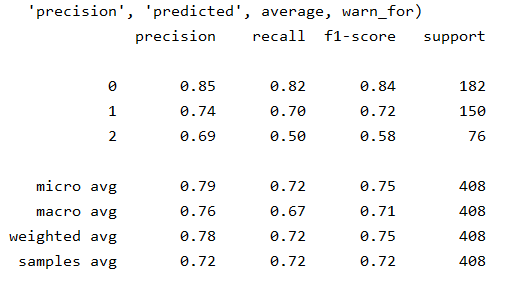 'precision', 'predicted', average, warn_for)
precision recall f1-score support
0 0.85 0.82 0.84 182
1 0.74 0.70 0.72 150
2 0.69 0.50 0.58 76
micro avg 0.79 0.72 0.75 408
macro avg 0.76 0.67 0.71 408
weighted avg 0.78 0.72 0.75 408
samples avg 0.72 0.72 0.72 408